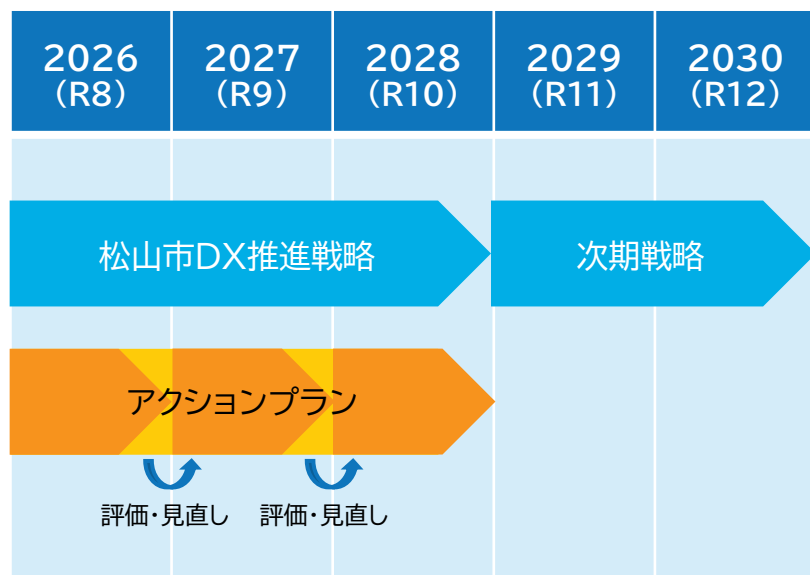 2026 2027 2028 2029 2030
(R8) (R9) (R10) (R11) (R12)
松山市DX推進戦略 次期戦略
アクションプラン
評価・見直し 評価・見直し